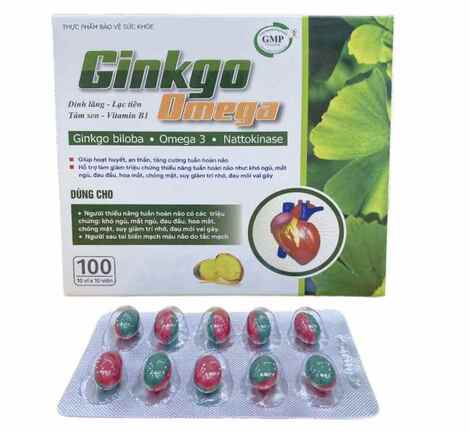 THỰC PHẨM BẢO VỆ SỨC KHỎE
GMP
Ginkgo
Omega
Đinh lăng - Lạc tiên
Tâm sen - Vitamin B1
Ginkgo biloba • Omega 3 • Nattokinase
Giúp hoạt huyết, an thần, tăng cường tuần hoàn não
Hỗ trợ làm giảm triệu chứng thiểu năng tuần hoàn não như: khó ngủ, mất
ngủ, đau đầu, hoa mắt, chóng mặt, suy giảm trí nhớ, đau mỏi vai gáy
DÙNG CHO
Người thiểu năng tuần hoàn não có các triệu
chứng: khó ngủ, mất ngủ, đau đầu, hoa mắt,
chóng mặt, suy giảm trí nhớ, đau mỏi vai gáy
Người sau tai biến mạch máu não do tắc mạch
100
10 vỉ x 10 viên